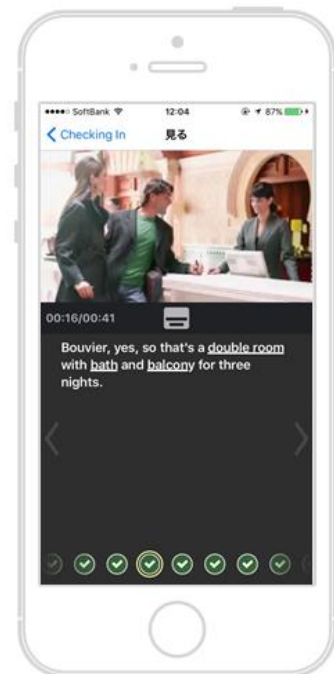 SoftBank 12:04 87%
Checking In 見る
00:16/00:41
Bouvier, yes, so that's a double room
with bath and balcony for three
nights.